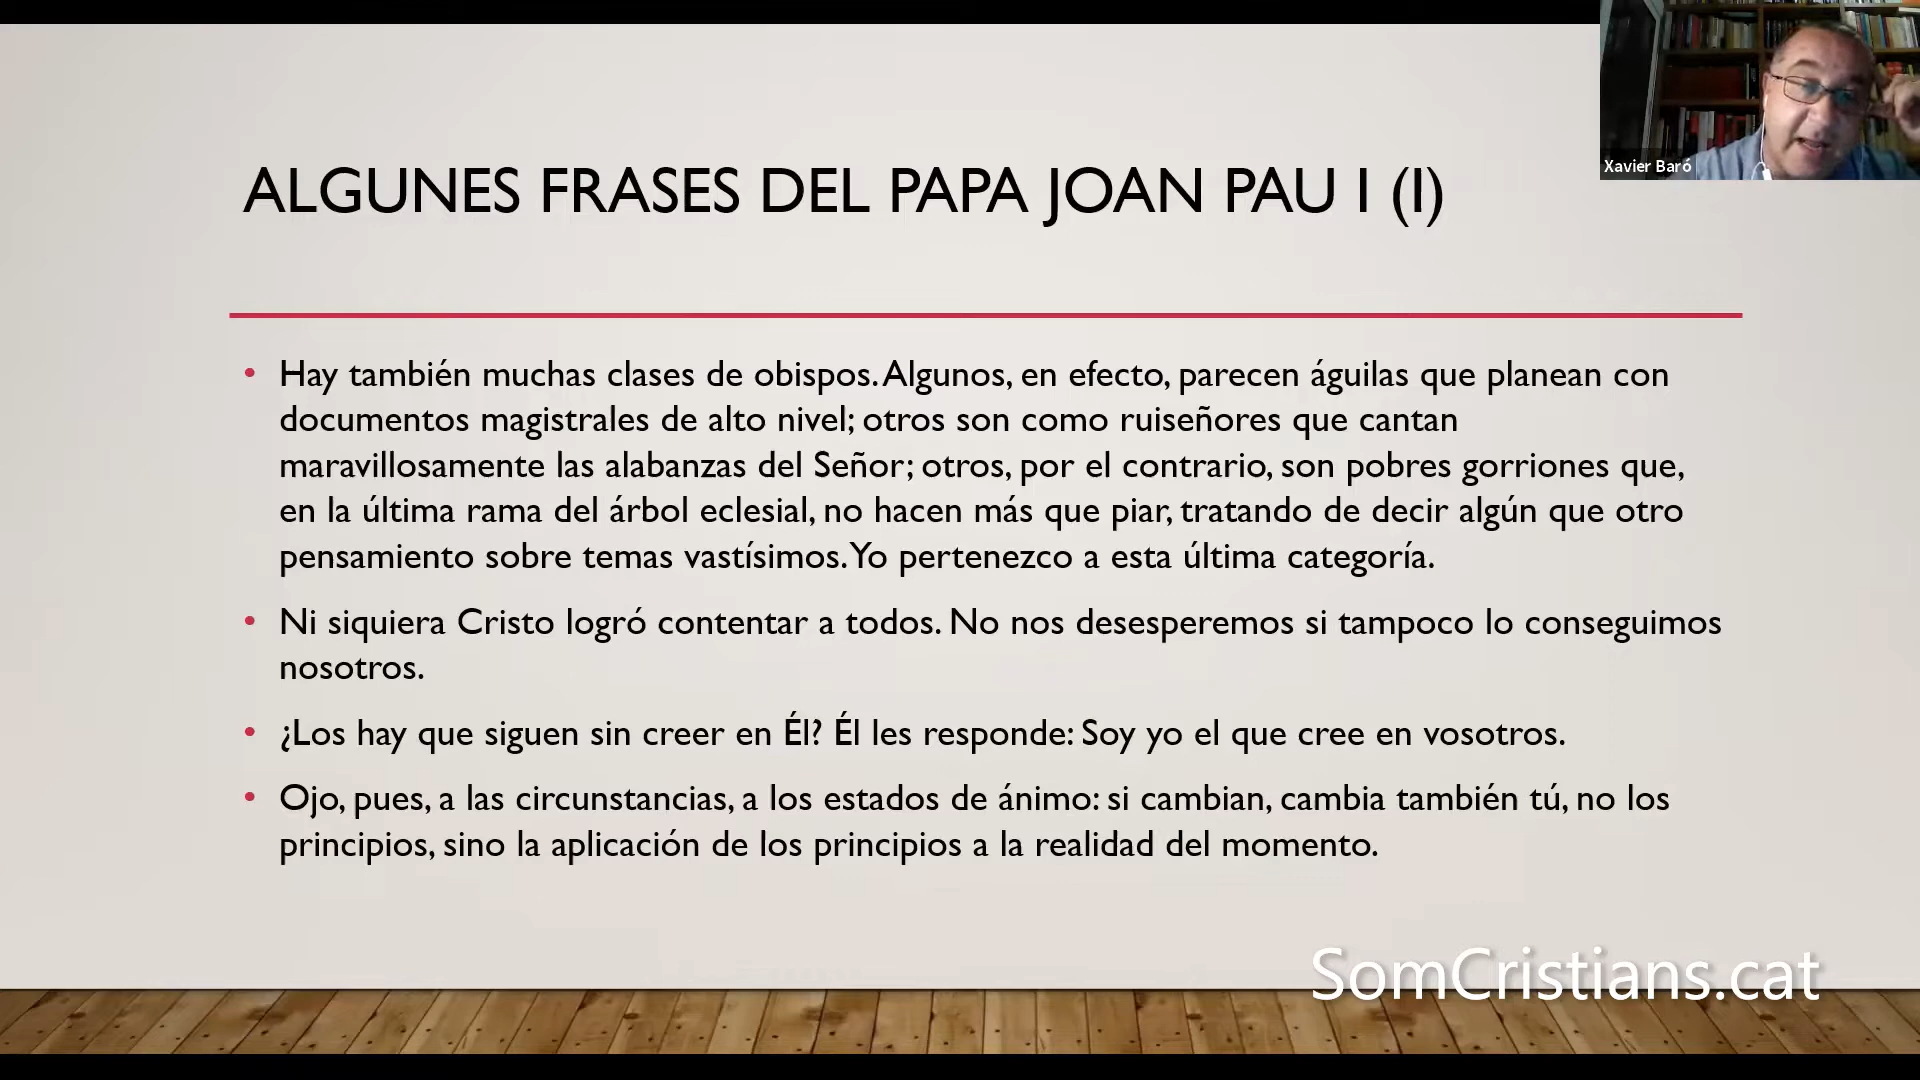 Xavier Baró
ALGUNES FRASES DEL PAPA JOAN PAU I (I)
• Hay también muchas clases de obispos. Algunos, en efecto, parecen águilas que planean con
documentos magistrales de alto nivel; otros son como ruiseñores que cantan
maravillosamente las alabanzas del Señor; otros, por el contrario, son pobres gorriones que,
en la última rama del árbol eclesial, no hacen más que piar, tratando de decir algún que otro
pensamiento sobre temas vastísimos. Yo pertenezco a esta última categoría.
• Ni siquiera Cristo logró contentar a todos. No nos desesperemos si tampoco lo conseguimos
nosotros.
• ¿Los hay que siguen sin creer en Él? Él les responde: Soy yo el que cree en vosotros.
• Ojo, pues, a las circunstancias, a los estados de ánimo: si cambian, cambia también tú, no los
principios, sino la aplicación de los principios a la realidad del momento.
SomCristians.cat